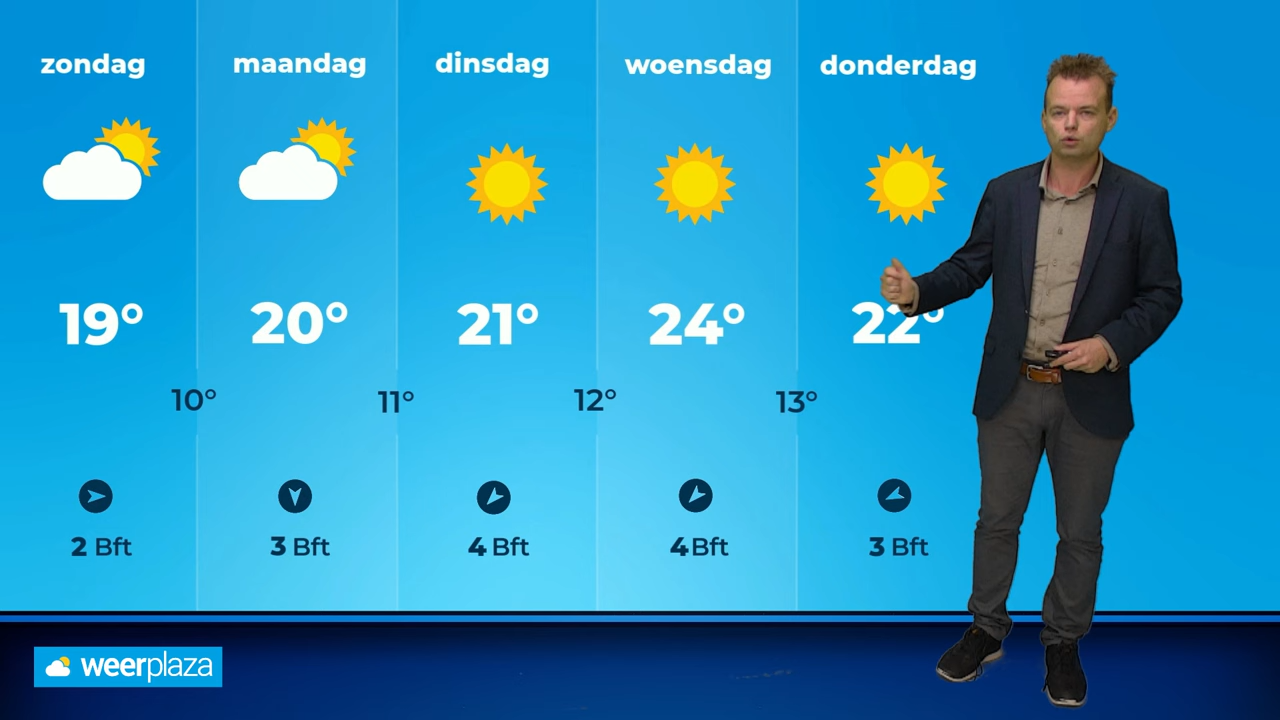 zondag maandag dinsdag woensdag donderdag
19° 20° 21° 24° 22°
10° 11° 12° 13°
2 Bft 3 Bft 4 Bft 4 Bft 3 Bft
weerplaza